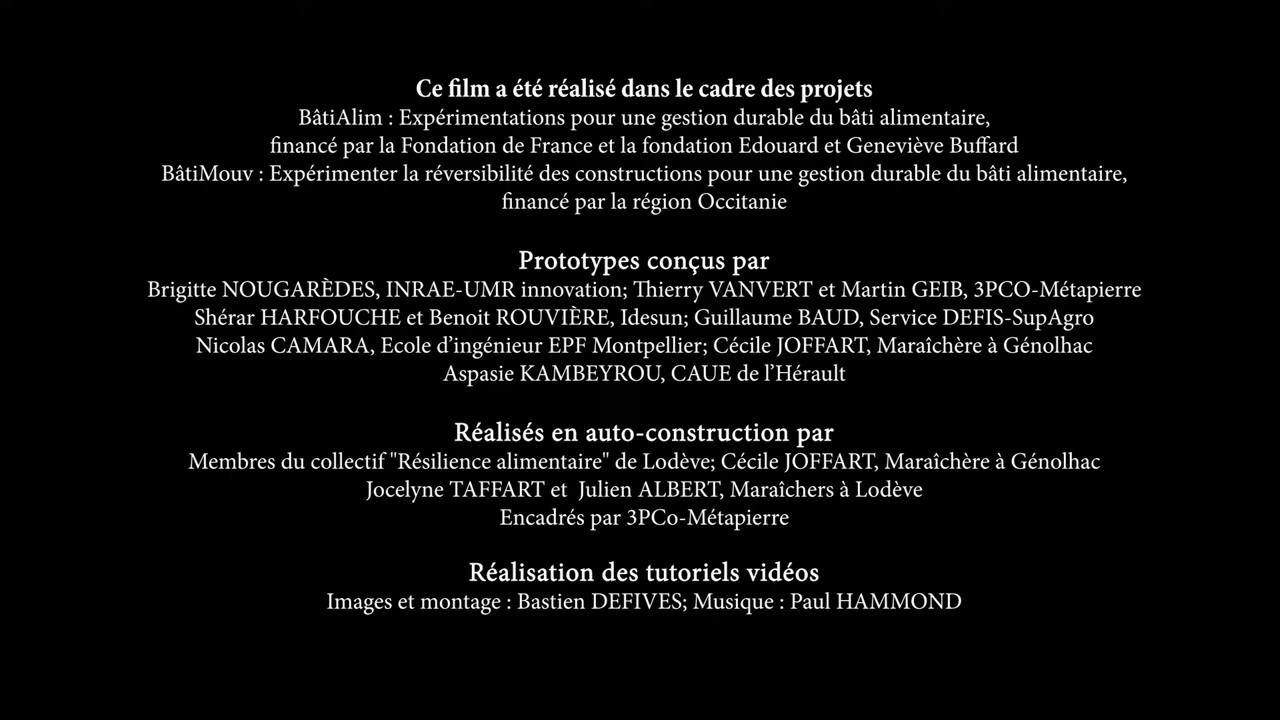 Ce film a été réalisé dans le cadre des projets
BâtiAlim : Expérimentations pour une gestion durable du bâti alimentaire,
financé par la Fondation de France et la fondation Edouard et Geneviève Buffard
BâtiMouv : Expérimenter la réversibilité des constructions pour une gestion durable du bâti alimentaire,
financé par la région Occitanie
Prototypes conçus par
Brigitte NOUGARÈDES, INRAE-UMR innovation; Thierry VANVERT et Martin GEIB, 3PCO-Métapierre
Shérar HARFOUCHE et Benoit ROUVIÈRE, Idesun; Guillaume BAUD, Service DEFIS-SupAgro
Nicolas CAMARA, Ecole d'ingénieur EPF Montpellier; Cécile JOFFART, Maraîchère à Génolhac
Aspasie KAMBEYROU, CAUE de l'Hérault
Réalisés en auto-construction par
Membres du collectif "Résilience alimentaire" de Lodève; Cécile JOFFART, Maraîchère à Génolhac
Jocelyne TAFFART et Julien ALBERT, Maraîchers à Lodève
Encadrés par 3PCo-Métapierre
Réalisation des tutoriels vidéos
Images et montage : Bastien DEFIVES; Musique : Paul HAMMOND